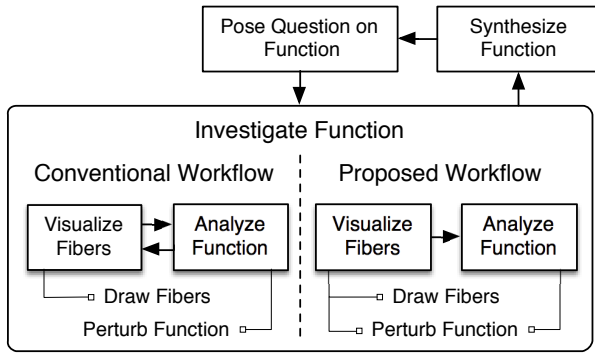 Pose Question on
Function
Synthesize
Function
Investigate Function
Conventional Workflow
Proposed Workflow
Visualize
Fibers
Analyze
Function
Visualize
Fibers
Analyze
Function
Draw Fibers
Perturb Function
Draw Fibers
Perturb Function